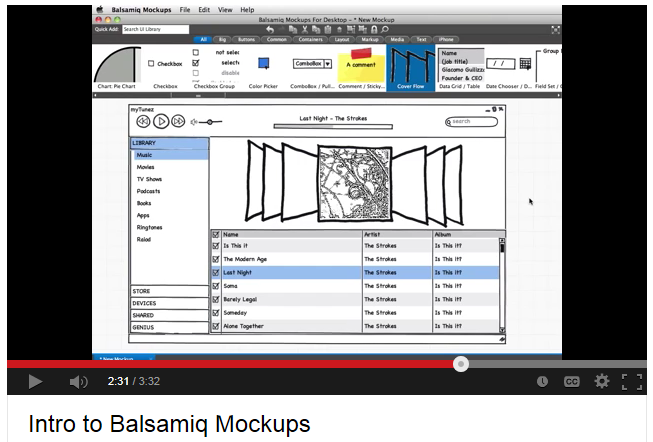 Balsamiq Mockups File Edit View Help
Balsamiq Mockups For Desktop - * New Mockup
Quick Add: Search UI Library
All Big Buttons Common Containers Layout Markup Media Text iPhone
not selec
selecte
disable
Checkbox
ComboBox
A comment
Name
(job title)
Giacomo Guilizzo
Founder & CEO
/ /
Group
Chart: Pie Chart Checkbox Checkbox Group Color Picker ComboBox / Pull... Comment / Sticky... Cover Flow Data Grid / Table Date Chooser / D... Field Set /
myTunez
Last Night - The Strokes
search
LIBRARY
Music
Movies
TV Shows
Podcasts
Books
Apps
Ringtones
Ralad
STORE
DEVICES
SHARED
GENIUS
Name Artist Album
Is This it The Strokes Is This it?
The Modern Age The Strokes Is This it?
Last Night The Strokes Is This it?
Soma The Strokes Is This it?
Barely Legal The Strokes Is This it?
Someday The Strokes Is This it?
Alone Together The Strokes Is This it?
* New Mockup
2:31 / 3:32
CC
Intro to Balsamiq Mockups